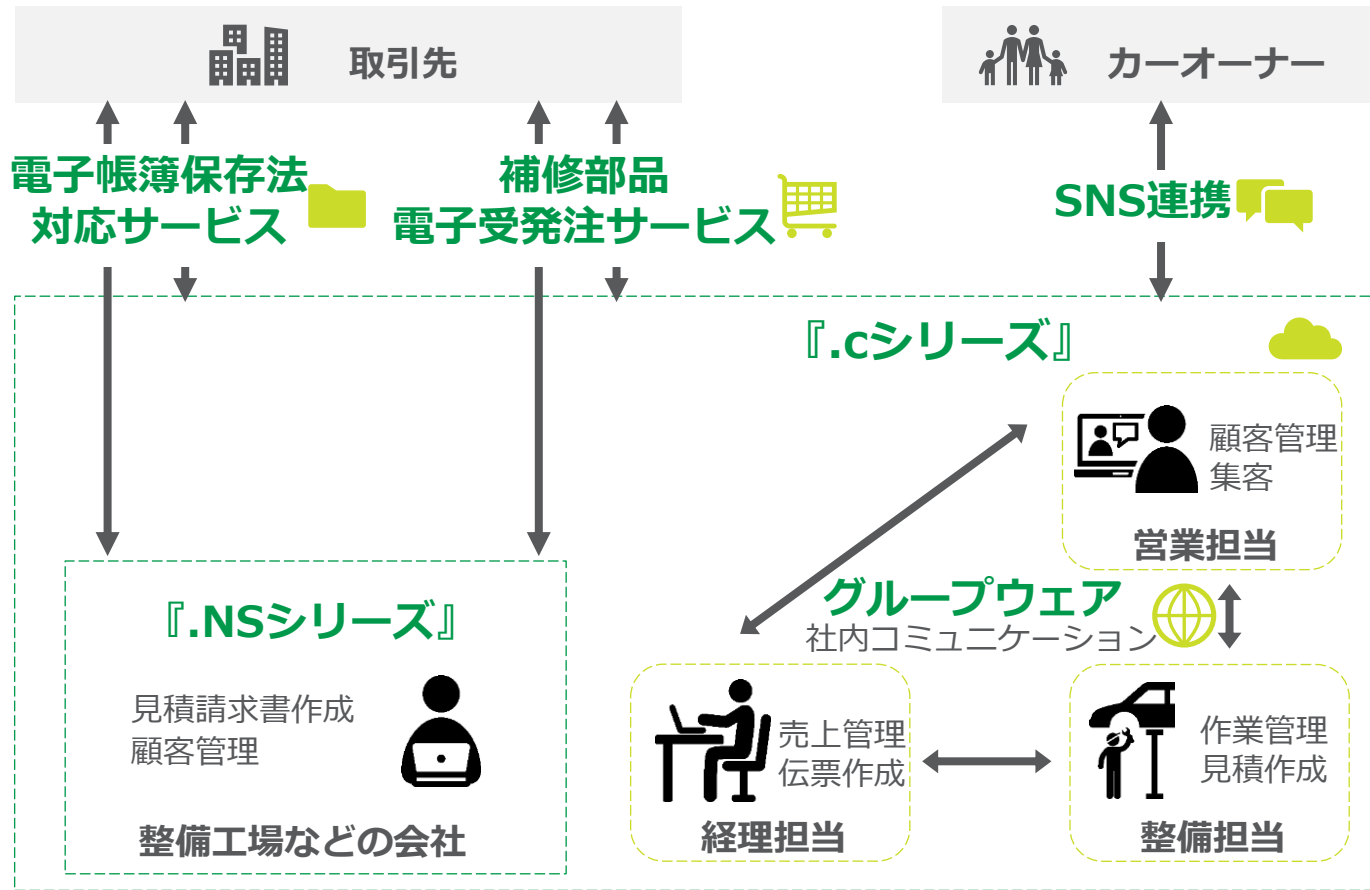 取引先
カーオーナー
電子帳簿保存法
対応サービス
補修部品
電子受発注サービス
SNS連携
『.cシリーズ』
顧客管理
集客
営業担当
グループウェア
社内コミュニケーション
『.NSシリーズ』
見積請求書作成
顧客管理
整備工場などの会社
売上管理
伝票作成
経理担当
作業管理
見積作成
整備担当